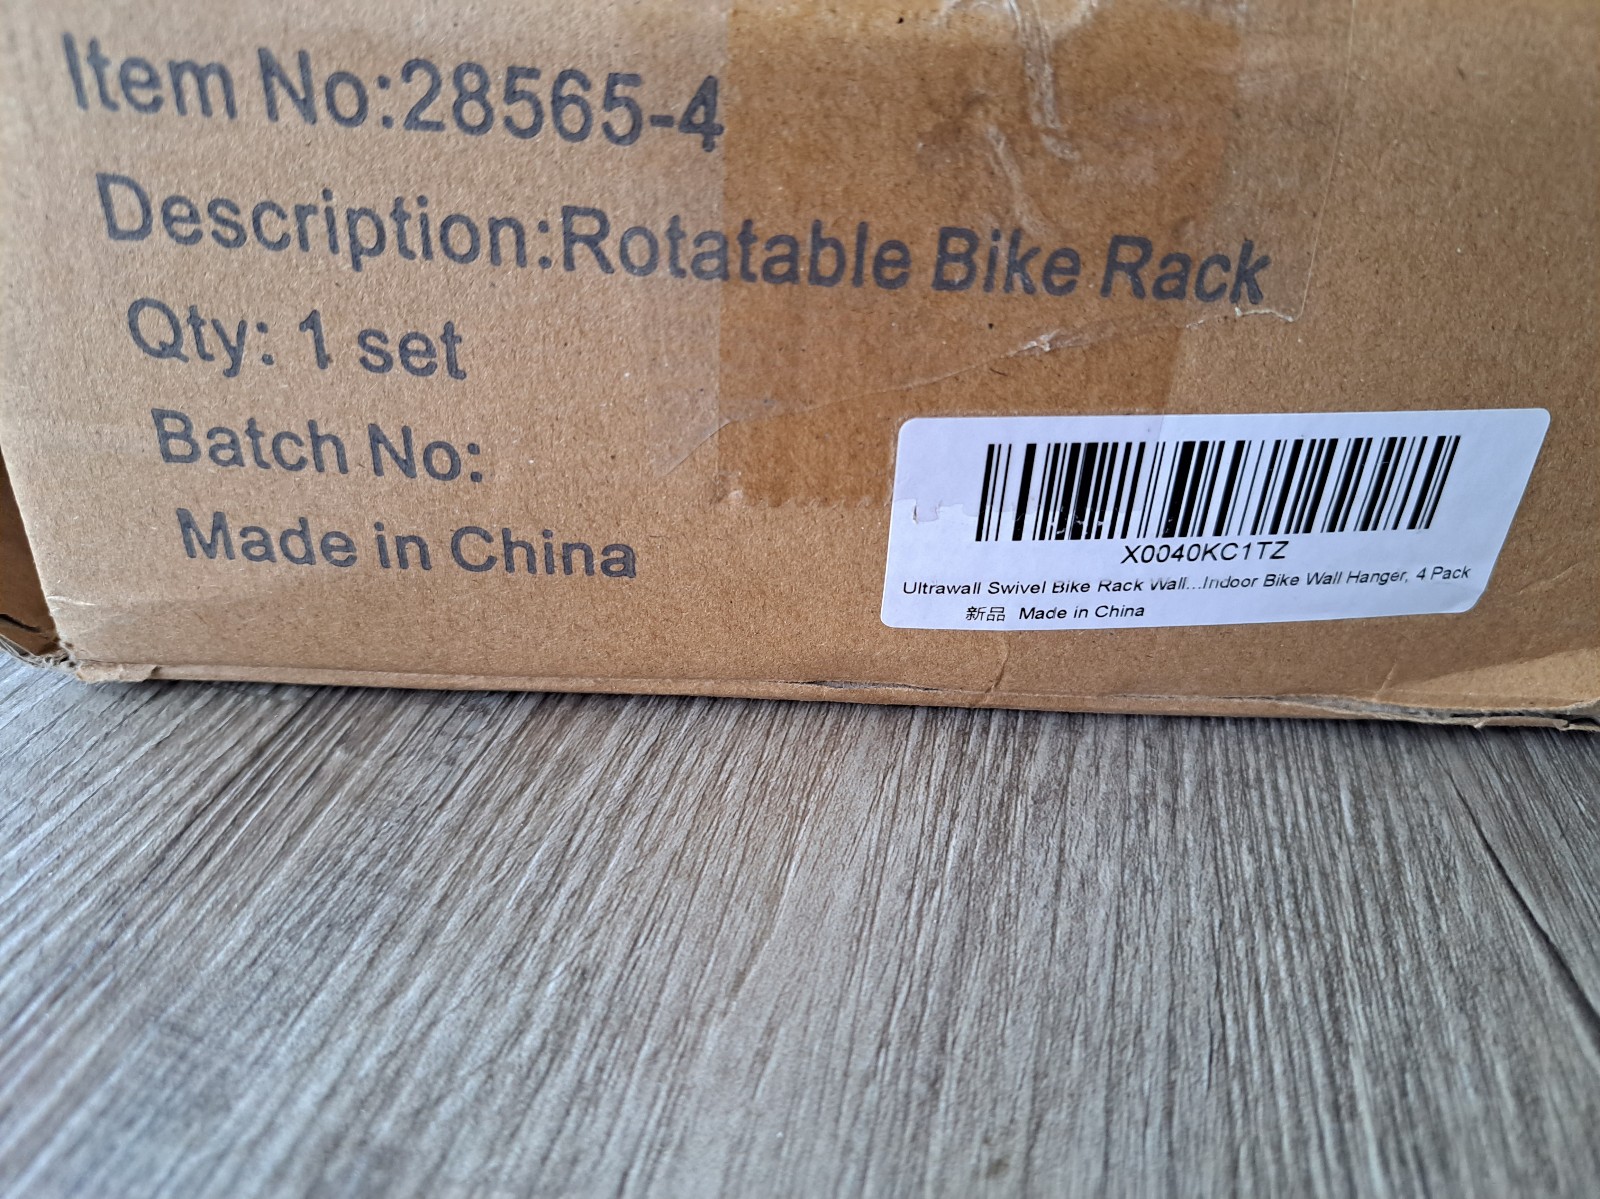 Item No:28565-4
Description:Rotatable Bike Rack
Qty: 1 set
Batch No:
Made in China
X0040KC1TZ
Ultrawall Swivel Bike Rack Wall...Indoor Bike Wall Hanger, 4 Pack
新品 Made in China